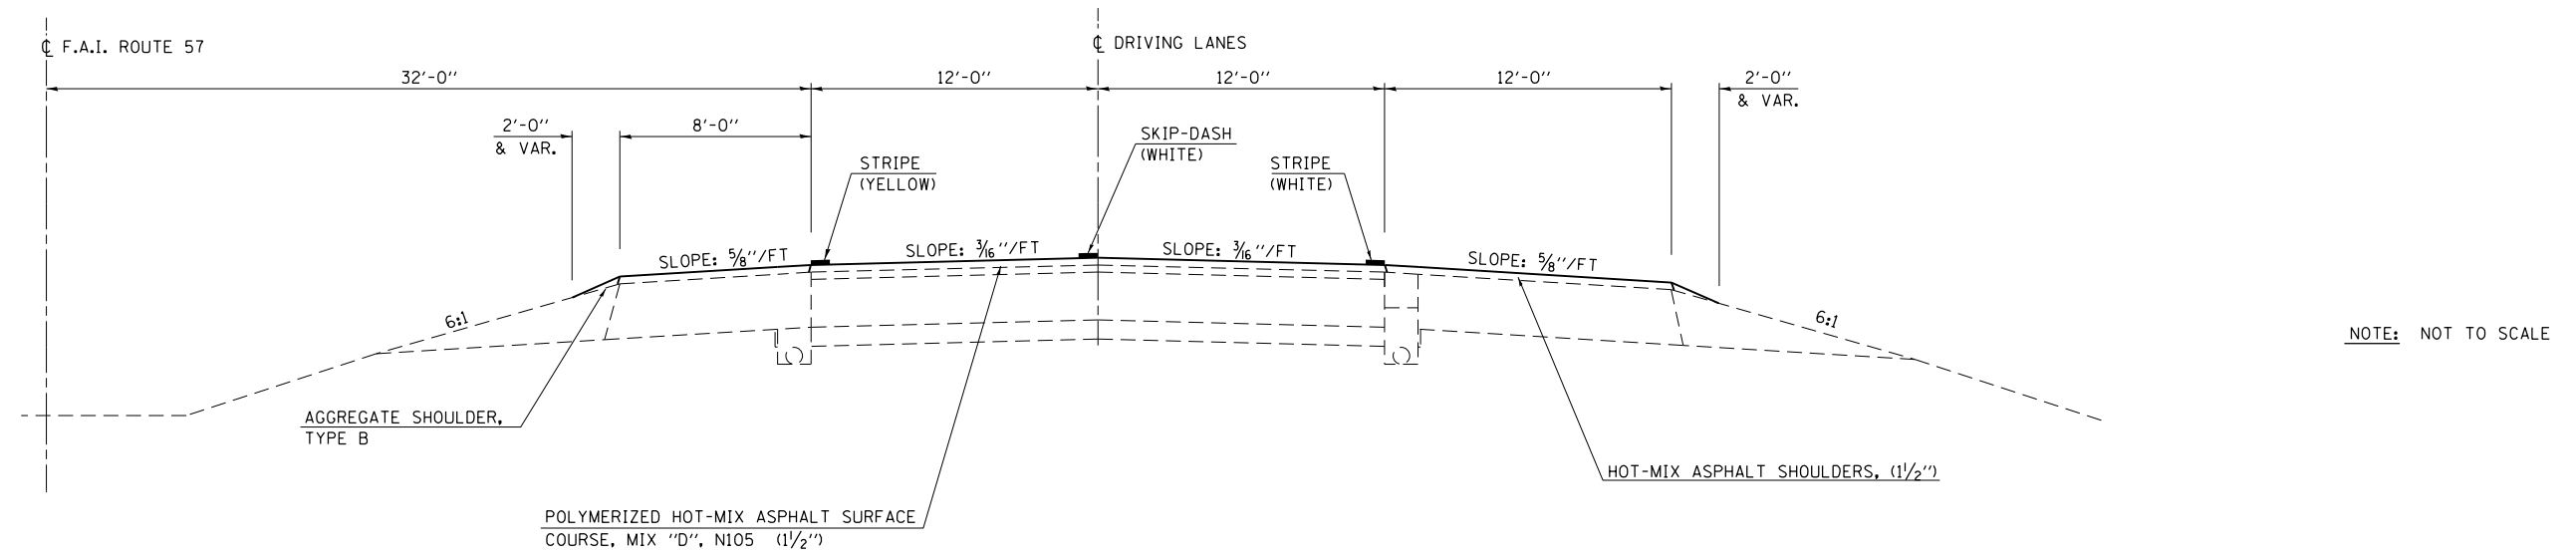 ℄ F.A.I. ROUTE 57
℄ DRIVING LANES
32'-0''
12'-0''
12'-0''
12'-0''
2'-0''
& VAR.
2'-0''
& VAR.
8'-0''
SKIP-DASH
(WHITE)
STRIPE
(YELLOW)
STRIPE
(WHITE)
SLOPE: 5/8''/FT
SLOPE: 3/16''/FT
SLOPE: 3/16''/FT
SLOPE: 5/8''/FT
6:1
6:1
NOTE: NOT TO SCALE
AGGREGATE SHOULDER,
TYPE B
HOT-MIX ASPHALT SHOULDERS, (1 1/2'')
POLYMERIZED HOT-MIX ASPHALT SURFACE
COURSE, MIX "D", N105 (1 1/2'')